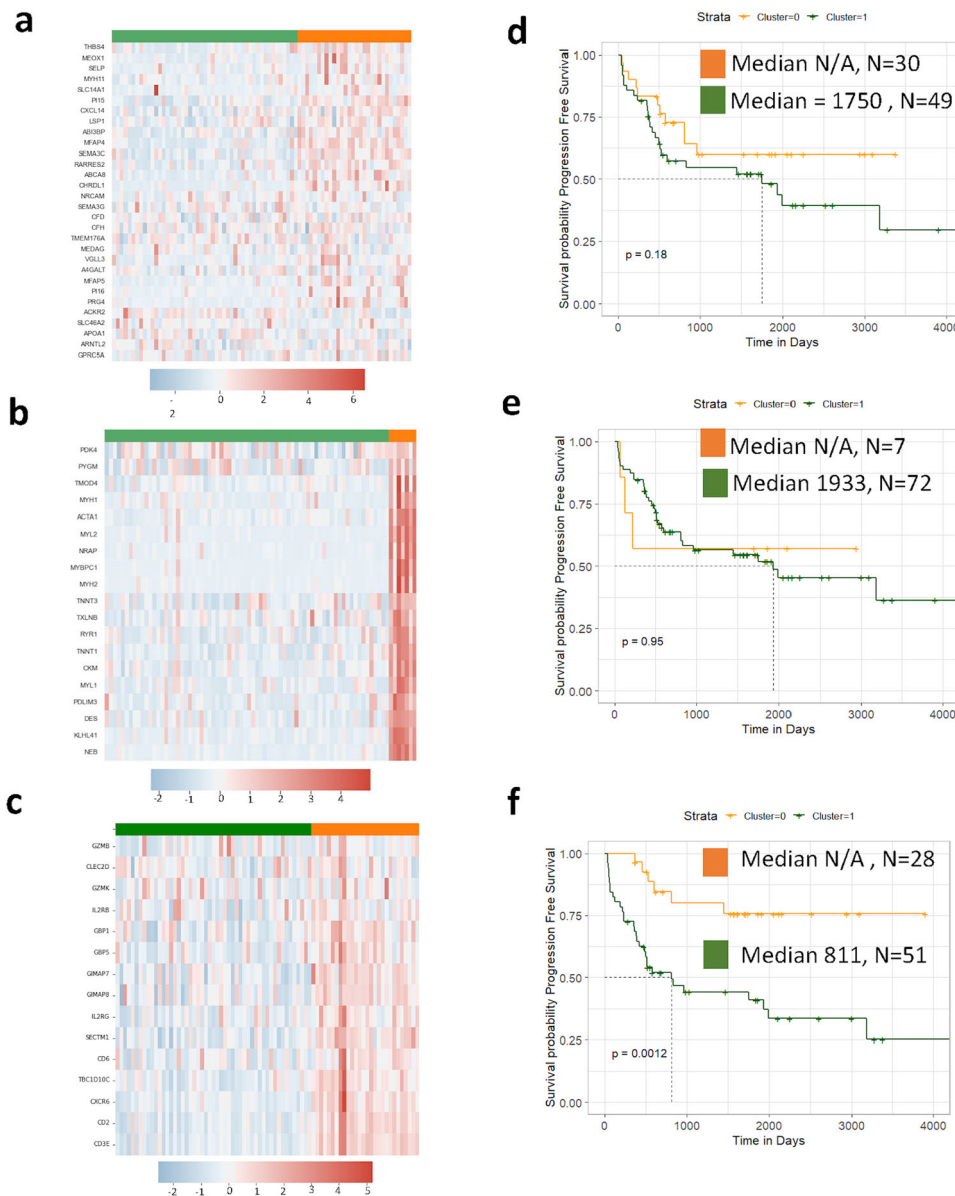 a
THBS4
MEOX1
SELP
MYH11
SLC14A1
PI15
CXCL14
LSP1
ABI3BP
MFAP4
SEMA3C
RARRES2
ABCA8
CHRDL1
NRCAM
SEMA3G
CFD
CFH
TMEM176A
MEDAG
VGLL3
A4GALT
MFAP5
PI16
PRG4
ACKR2
SLC46A2
APOA1
ARNTL2
GPRC5A
- 0 2 4 6
2
d
Strata Cluster=0 Cluster=1
Median N/A, N=30
Median = 1750 , N=49
Survival probability Progression Free Survival
1.00
0.75
0.50
0.25
0.00
p = 0.18
0 1000 2000 3000 4000
Time in Days
b
PDK4
PYGM
TMOD4
MYH1
ACTA1
MYL2
NRAP
MYBPC1
MYH2
TNNT3
TXLNB
RYR1
TNNT1
CKM
MYL1
PDLIM3
DES
KLHL41
NEB
-2 -1 0 1 2 3 4
e
Strata Cluster=0 Cluster=1
Median N/A, N=7
Median 1933, N=72
Survival probability Progression Free Survival
1.00
0.75
0.50
0.25
0.00
p = 0.95
0 1000 2000 3000 4000
Time in Days
c
GZMB
CLEC2D
GZMK
IL2RB
GBP1
GBP5
GIMAP7
GIMAP8
IL2RG
SECTM1
CD6
TBC1D10C
CXCR6
CD2
CD3E
-2 -1 0 1 2 3 4 5
f
Strata Cluster=0 Cluster=1
Median N/A , N=28
Median 811, N=51
Survival probability Progression Free Survival
1.00
0.75
0.50
0.25
0.00
p = 0.0012
0 1000 2000 3000 4000
Time in Days